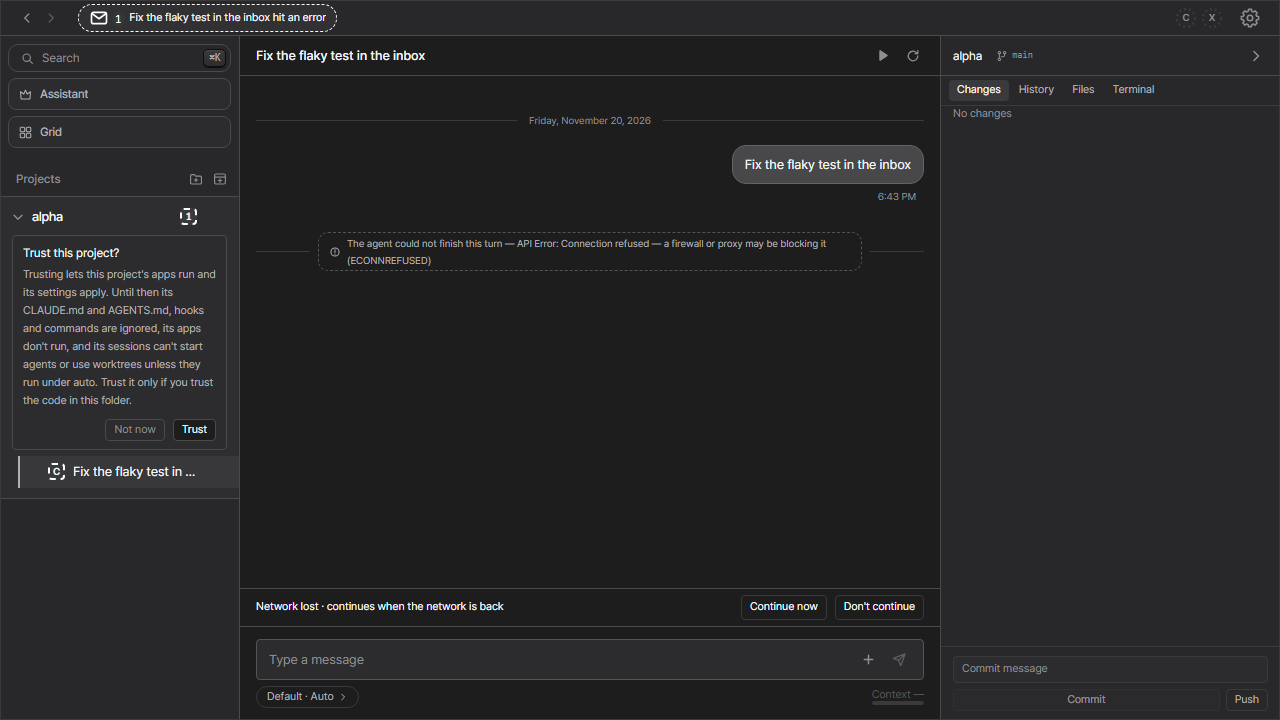 1 Fix the flaky test in the inbox hit an error
C X
Search ⌘K
Assistant
Grid
Projects
alpha 1
Trust this project?
Trusting lets this project's apps run and
its settings apply. Until then its
CLAUDE.md and AGENTS.md, hooks
and commands are ignored, its apps
don't run, and its sessions can't start
agents or use worktrees unless they
run under auto. Trust it only if you trust
the code in this folder.
Not now Trust
C Fix the flaky test in ...
Fix the flaky test in the inbox
Friday, November 20, 2026
Fix the flaky test in the inbox
6:43 PM
The agent could not finish this turn — API Error: Connection refused — a firewall or proxy may be blocking it
(ECONNREFUSED)
Network lost · continues when the network is back
Continue now Don't continue
Type a message
Default · Auto
Context —
alpha main
Changes History Files Terminal
No changes
Commit message
Commit Push